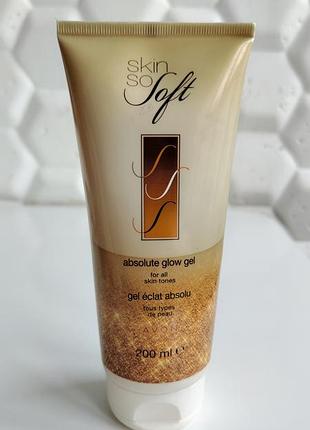 skin
so
Soft
absolute glow gel
for all
skin tones
gel éclat absolu
tous types
de peau
AVON
200 ml e